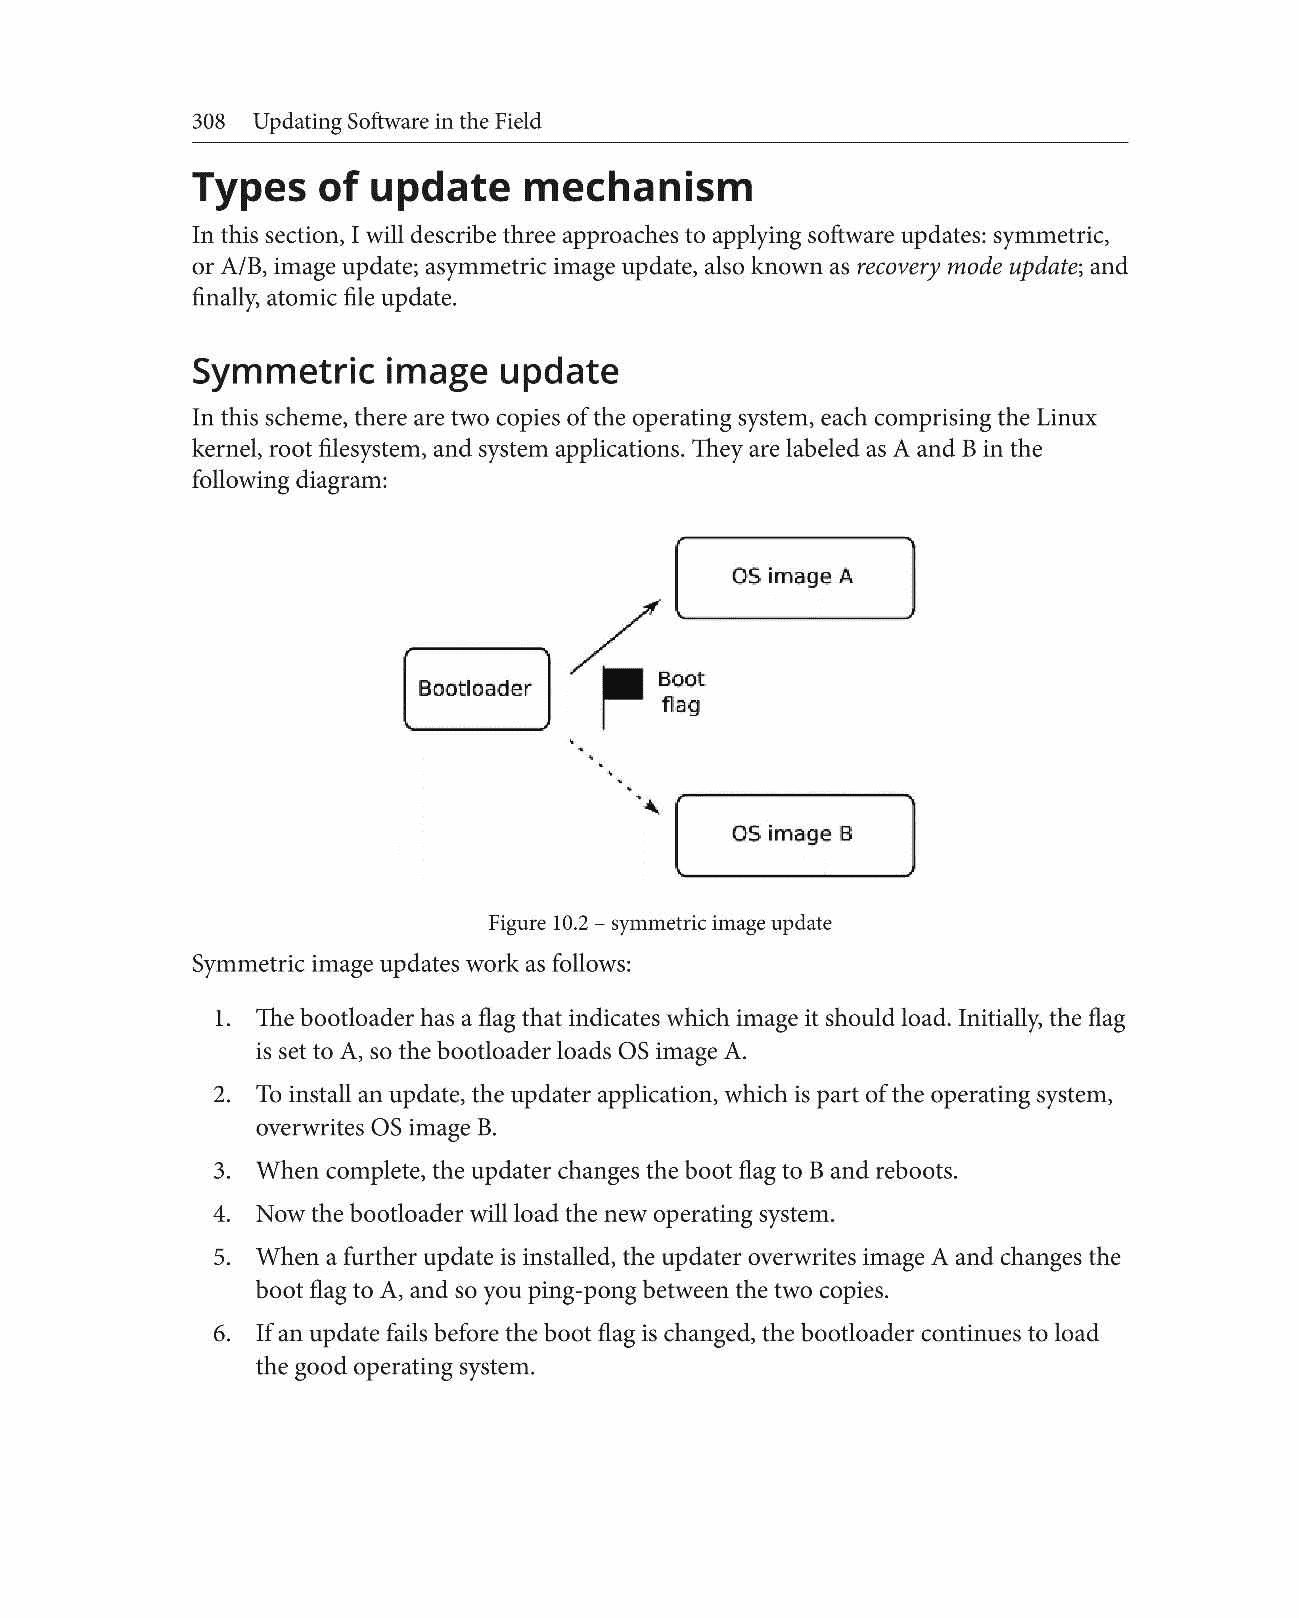 308 Updating Software in the Field
Types of update mechanism
In this section, I will describe three approaches to applying software updates: symmetric,
or A/B, image update; asymmetric image update, also known as recovery mode update; and
finally, atomic file update.
Symmetric image update
In this scheme, there are two copies of the operating system, each comprising the Linux
kernel, root filesystem, and system applications. They are labeled as A and B in the
following diagram:
OS image A
Bootloader
Boot
flag
OS image B
Figure 10.2 – symmetric image update
Symmetric image updates work as follows:
1. The bootloader has a flag that indicates which image it should load. Initially, the flag
is set to A, so the bootloader loads OS image A.
2. To install an update, the updater application, which is part of the operating system,
overwrites OS image B.
3. When complete, the updater changes the boot flag to B and reboots.
4. Now the bootloader will load the new operating system.
5. When a further update is installed, the updater overwrites image A and changes the
boot flag to A, and so you ping-pong between the two copies.
6. If an update fails before the boot flag is changed, the bootloader continues to load
the good operating system.